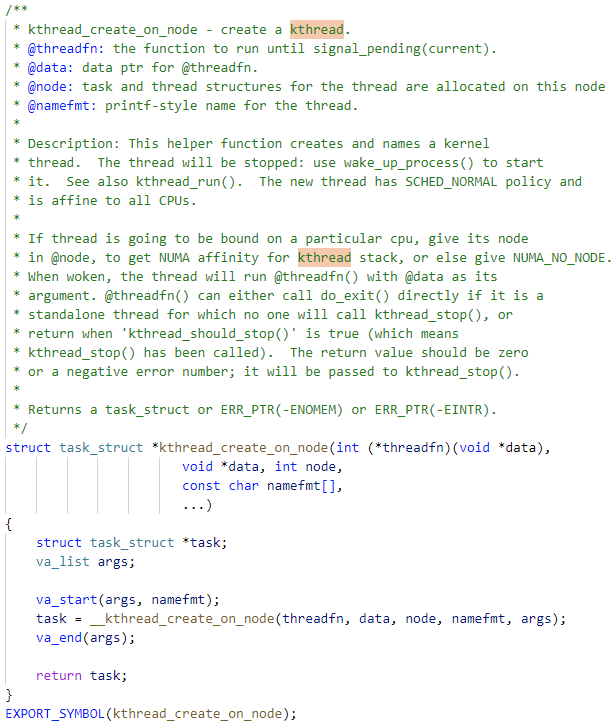 /**
 * kthread_create_on_node - create a kthread.
 * @threadfn: the function to run until signal_pending(current).
 * @data: data ptr for @threadfn.
 * @node: task and thread structures for the thread are allocated on this node
 * @namefmt: printf-style name for the thread.
 *
 * Description: This helper function creates and names a kernel
 * thread.  The thread will be stopped: use wake_up_process() to start
 * it.  See also kthread_run().  The new thread has SCHED_NORMAL policy and
 * is affine to all CPUs.
 *
 * If thread is going to be bound on a particular cpu, give its node
 * in @node, to get NUMA affinity for kthread stack, or else give NUMA_NO_NODE.
 * When woken, the thread will run @threadfn() with @data as its
 * argument. @threadfn() can either call do_exit() directly if it is a
 * standalone thread for which no one will call kthread_stop(), or
 * return when 'kthread_should_stop()' is true (which means
 * kthread_stop() has been called).  The return value should be zero
 * or a negative error number; it will be passed to kthread_stop().
 *
 * Returns a task_struct or ERR_PTR(-ENOMEM) or ERR_PTR(-EINTR).
 */
struct task_struct *kthread_create_on_node(int (*threadfn)(void *data),
                       void *data, int node,
                       const char namefmt[],
                       ...)
{
    struct task_struct *task;
    va_list args;

    va_start(args, namefmt);
    task = __kthread_create_on_node(threadfn, data, node, namefmt, args);
    va_end(args);

    return task;
}
EXPORT_SYMBOL(kthread_create_on_node);